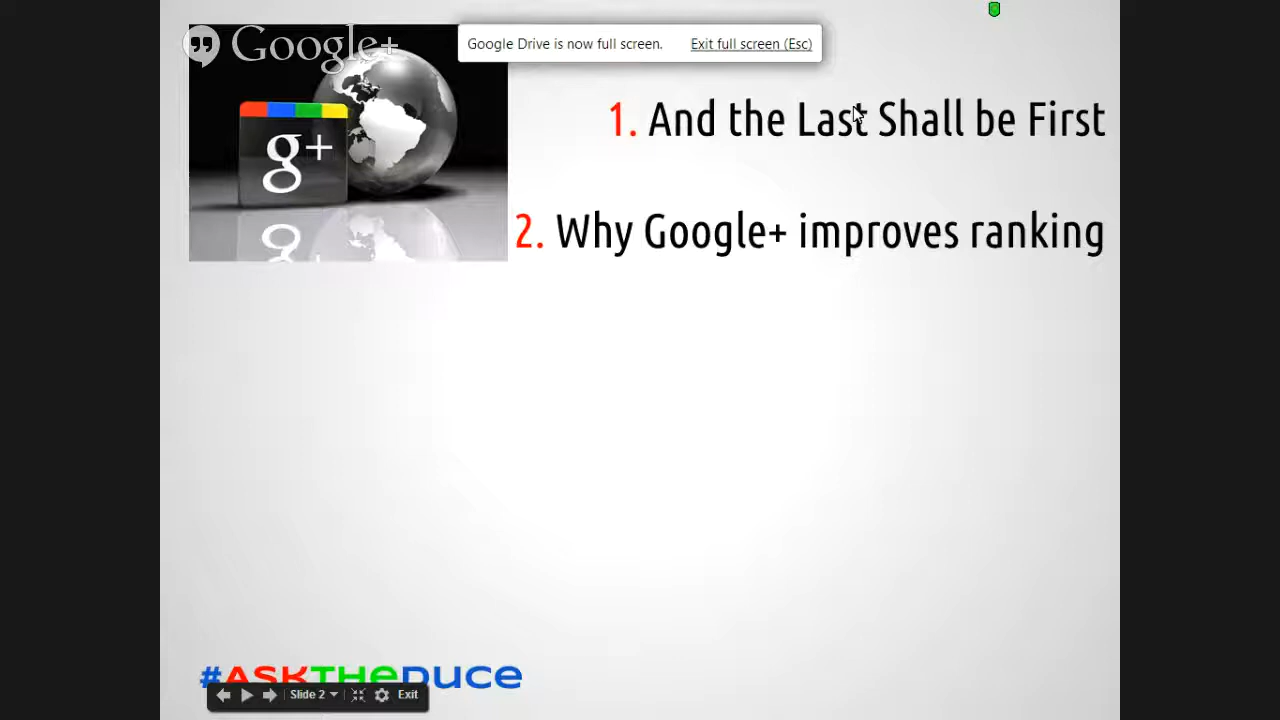 Google+
Google Drive is now full screen. Exit full screen (Esc)
g+
1. And the Last Shall be First
2. Why Google+ improves ranking
#ASKTHEDUCE
Slide 2
Exit